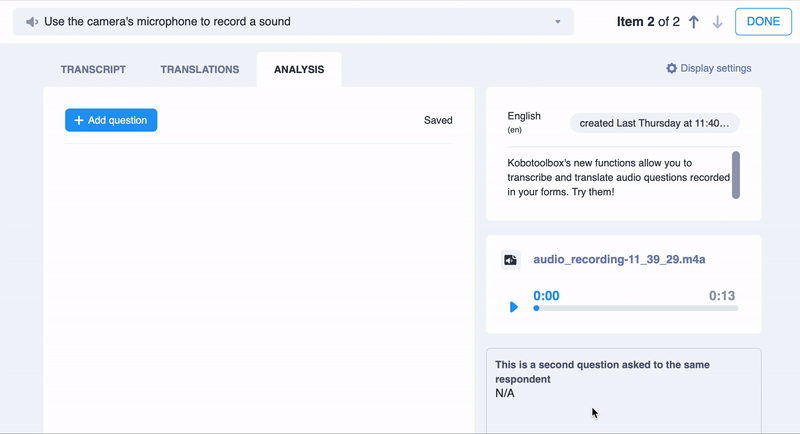 Use the camera's microphone to record a sound
Item 2 of 2
DONE
TRANSCRIPT
TRANSLATIONS
ANALYSIS
Display settings
+ Add question
Saved
English
(en)
created Last Thursday at 11:40...
Kobotoolbox's new functions allow you to
transcribe and translate audio questions recorded
in your forms. Try them!
audio_recording-11_39_29.m4a
0:00
0:13
This is a second question asked to the same
respondent
N/A